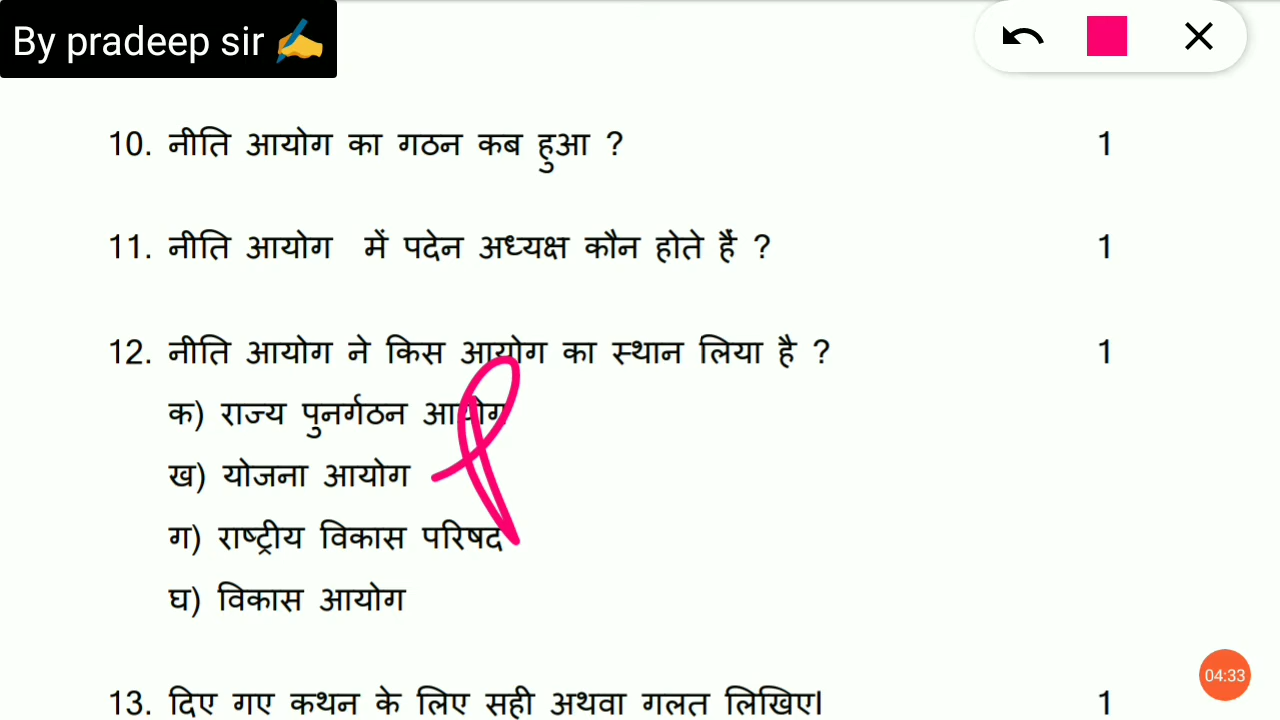 By pradeep sir ✍️
10. नीति आयोग का गठन कब हुआ ? 1
11. नीति आयोग में पदेन अध्यक्ष कौन होते हैं ? 1
12. नीति आयोग ने किस आयोग का स्थान लिया है ? 1
क) राज्य पुनर्गठन आयोग
ख) योजना आयोग
ग) राष्ट्रीय विकास परिषद
घ) विकास आयोग
13. दिए गए कथन के लिए सही अथवा गलत लिखिए। 1
04:33